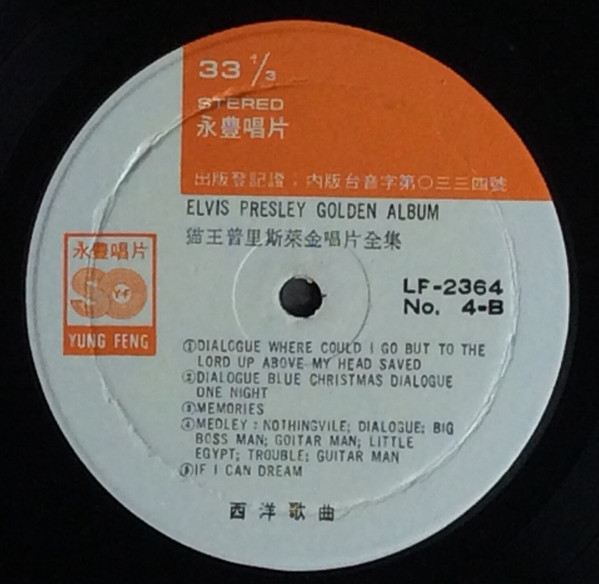 33 1/3
STEREO
永豐唱片
出版登記證：內版台音字第〇三三四號
ELVIS PRESLEY GOLDEN ALBUM
貓王普里斯萊金唱片全集
永豐唱片
SO
Y·F
YUNG FENG
LF-2364
No. 4-B
①DIALOGUE WHERE COULD I GO BUT TO THE
LORD UP ABOVE MY HEAD SAVED
②DIALOGUE BLUE CHRISTMAS DIALOGUE
ONE NIGHT
③MEMORIES
④MEDLEY : NOTHINGVILE; DIALOGUE; BIG
BOSS MAN; GOITAR MAN; LITTLE
EGYPT; TROUBLE; GUITAR MAN
⑤IF I CAN DREAM
西洋歌曲